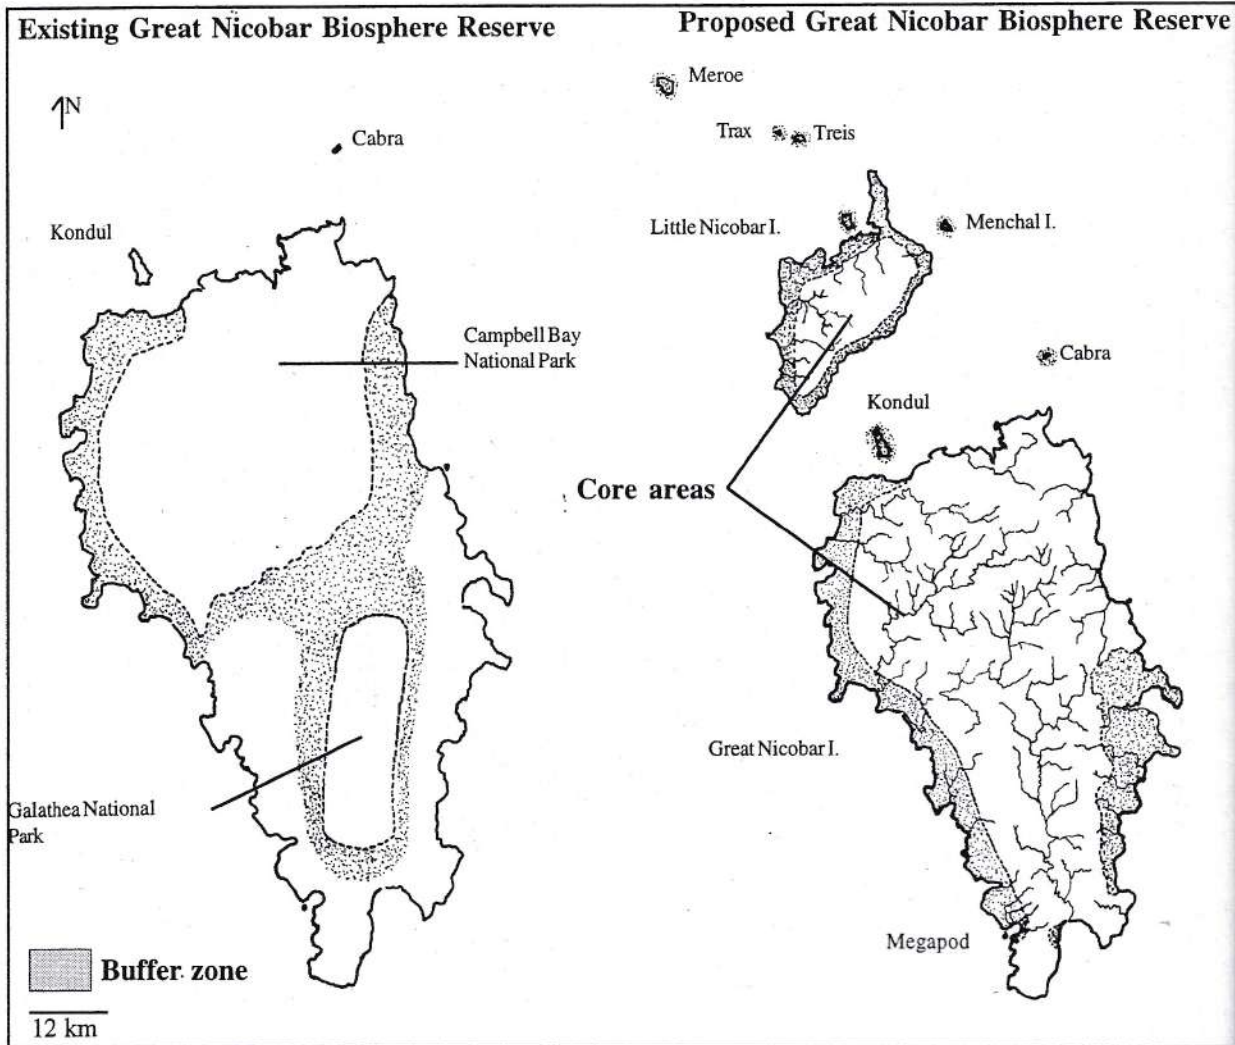 Existing Great Nicobar Biosphere Reserve
Proposed Great Nicobar Biosphere Reserve
N
Cabra
Kondul
Campbell Bay
National Park
Galathea National
Park
Buffer zone
12 km
Meroe
Trax
Treis
Little Nicobar I.
Menchal I.
Cabra
Kondul
Core areas
Great Nicobar I.
Megapod